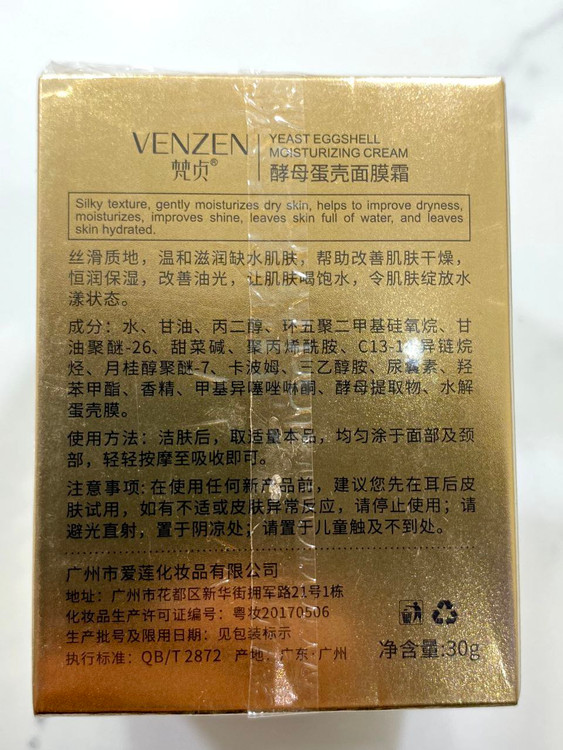 VENZEN
梵贞®
YEAST EGGSHELL
MOISTURIZING CREAM
酵母蛋壳面膜霜
Silky texture, gently moisturizes dry skin, helps to improve dryness,
moisturizes, improves shine, leaves skin full of water, and leaves
skin hydrated.
丝滑质地，温和滋润缺水肌肤，帮助改善肌肤干燥，
恒润保湿，改善油光，让肌肤喝饱水，令肌肤绽放水
漾状态。
成分：水、甘油、丙二醇、环五聚二甲基硅氧烷、甘
油聚醚-26、甜菜碱、聚丙烯酰胺、C13-1 异链烷
烃、月桂醇聚醚-7、卡波姆、三乙醇胺、尿囊素、羟
苯甲酯、香精、甲基异噻唑啉酮、酵母提取物、水解
蛋壳膜。
使用方法：洁肤后，取适量本品，均匀涂于面部及颈
部，轻轻按摩至吸收即可。
注意事项:在使用任何新产品前，建议您先在耳后皮
肤试用，如有不适或皮肤异常反应，请停止使用；请
避光直射，置于阴凉处；请置于儿童触及不到处。
广州市爱莲化妆品有限公司
地址：广州市花都区新华街拥军路21号1栋
化妆品生产许可证编号：粤妆20170506
生产批号及限用日期：见包装标示
执行标准：QB/T 2872 产地：广东·广州
净含量:30g